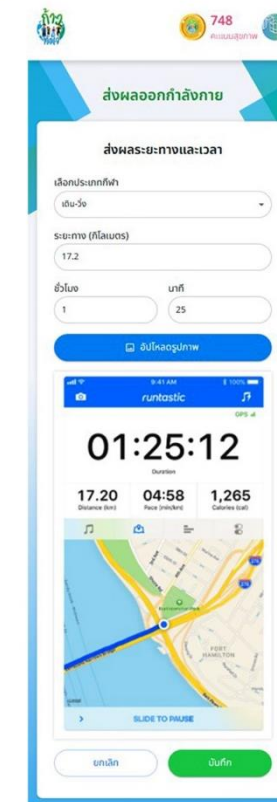 ก้าว
ท้าใจ
748
คะแนนสุขภาพ
ส่งผลออกกำลังกาย
ส่งผลระยะทางและเวลา
เลือกประเภทกีฬา
เดิน-วิ่ง
ระยะทาง (กิโลเมตร)
17.2
ชั่วโมง นาที
1 25
อัปโหลดรูปภาพ
9:41 AM 100%
runtastic
GPS
01:25:12
Duration
17.20 04:58 1,265
Distance (km) Pace (min/km) Calories (cal)
FORT
HAMILTON
SLIDE TO PAUSE
ยกเลิก บันทึก